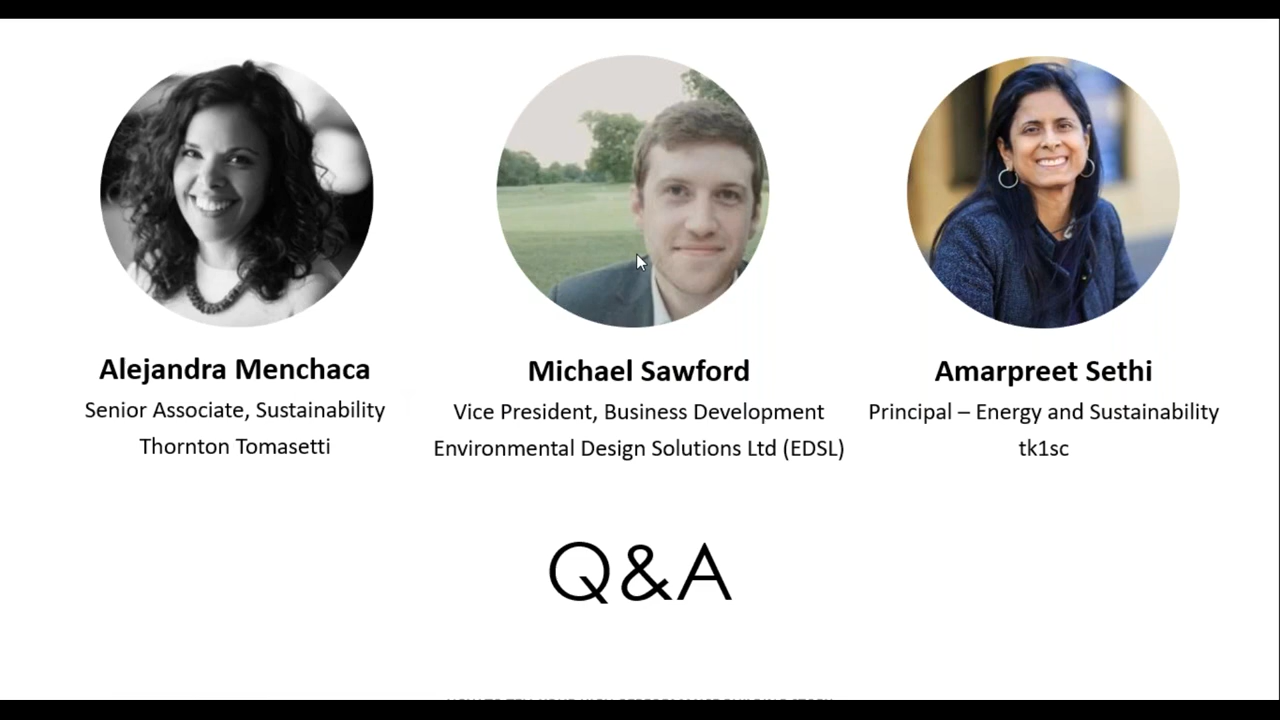 Alejandra Menchaca
Senior Associate, Sustainability
Thornton Tomasetti
Michael Sawford
Vice President, Business Development
Environmental Design Solutions Ltd (EDSL)
Amarpreet Sethi
Principal – Energy and Sustainability
tk1sc
Q&A